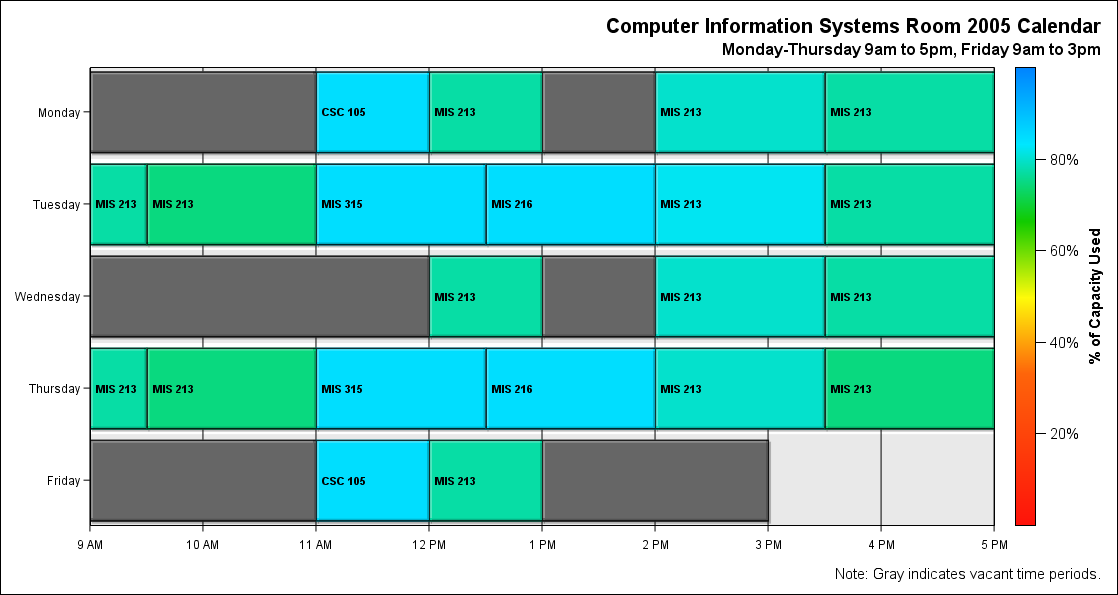 Computer Information Systems Room 2005 Calendar
Monday-Thursday 9am to 5pm, Friday 9am to 3pm
Monday
CSC 105
MIS 213
MIS 213
MIS 213
Tuesday
MIS 213
MIS 213
MIS 315
MIS 216
MIS 213
MIS 213
Wednesday
MIS 213
MIS 213
MIS 213
Thursday
MIS 213
MIS 213
MIS 315
MIS 216
MIS 213
MIS 213
Friday
CSC 105
MIS 213
9 AM
10 AM
11 AM
12 PM
1 PM
2 PM
3 PM
4 PM
5 PM
80%
60%
40%
20%
% of Capacity Used
Note: Gray indicates vacant time periods.